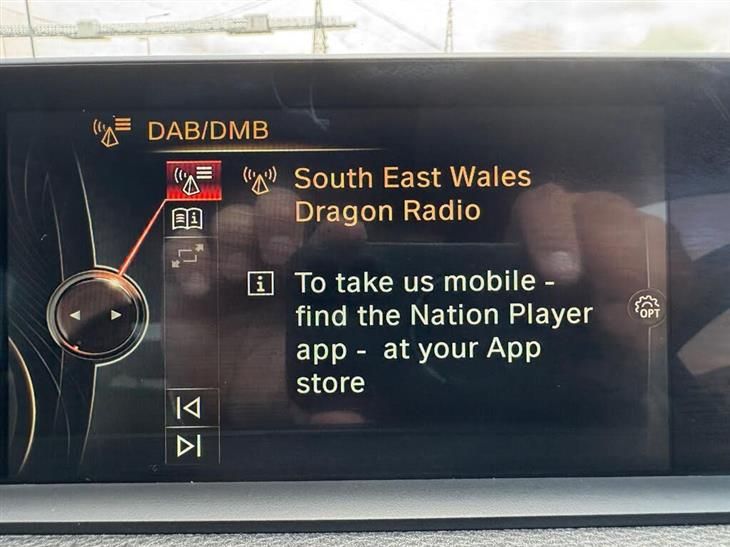 DAB/DMB
South East Wales
Dragon Radio
To take us mobile -
find the Nation Player
app - at your App
store
OPT